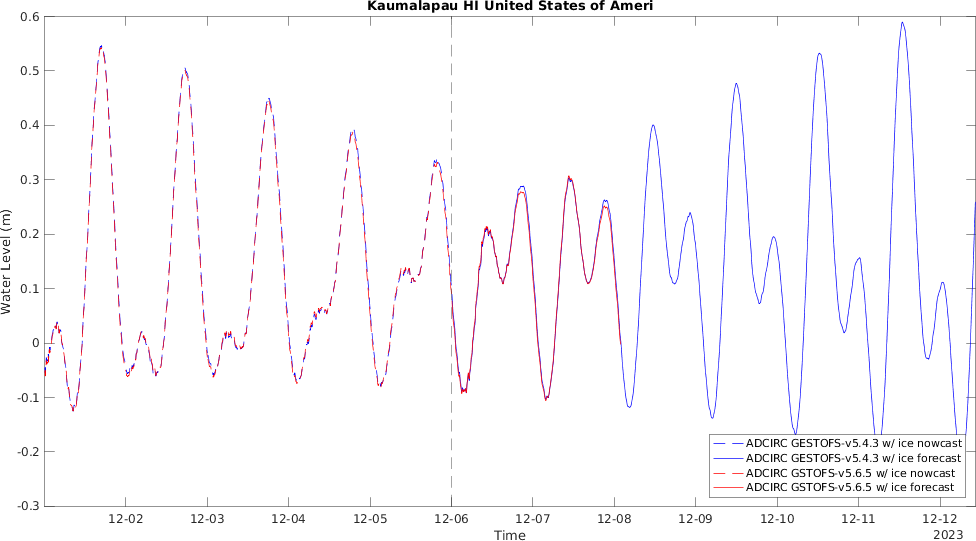 Kaumalapau HI United States of Ameri
0.6
0.5
0.4
0.3
0.2
0.1
0
-0.1
-0.2
-0.3
Water Level (m)
ADCIRC GESTOFS-v5.4.3 w/ ice nowcast
ADCIRC GESTOFS-v5.4.3 w/ ice forecast
ADCIRC GSTOFS-v5.6.5 w/ ice nowcast
ADCIRC GSTOFS-v5.6.5 w/ ice forecast
12-02 12-03 12-04 12-05 12-06 12-07 12-08 12-09 12-10 12-11 12-12
Time
2023